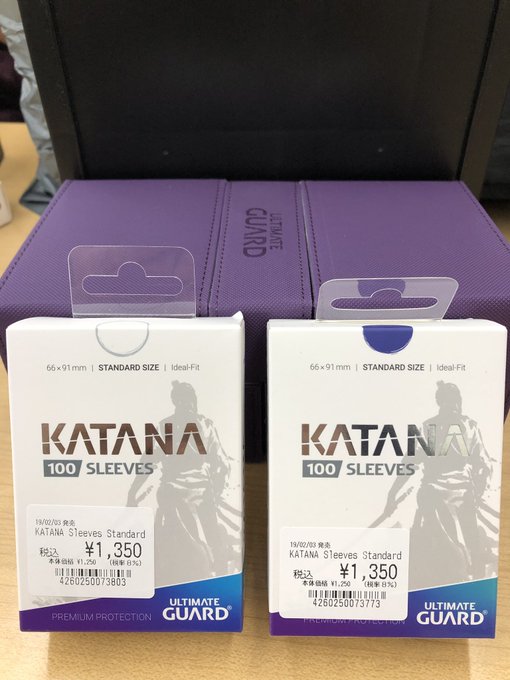 ULTIMATE
GUARD
66×91mm | STANDARD SIZE | Ideal-Fit
KATANA
100 SLEEVES
19/02/03 発売
KATANA Sleeves Standard
税込 ¥1,350
本体価格 ¥1,250 (税率8%)
4260250073803
PREMIUM PROTECTION
ULTIMATE
GUARD®
66×91mm | STANDARD SIZE | Ideal-Fit
KATANA
100 SLEEVES
19/02/03 発売
KATANA Sleeves Standard
税込 ¥1,350
本体価格 ¥1,250 (税率8%)
4260250073773
PREMIUM PROTECTION
ULTIMATE
GUARD®